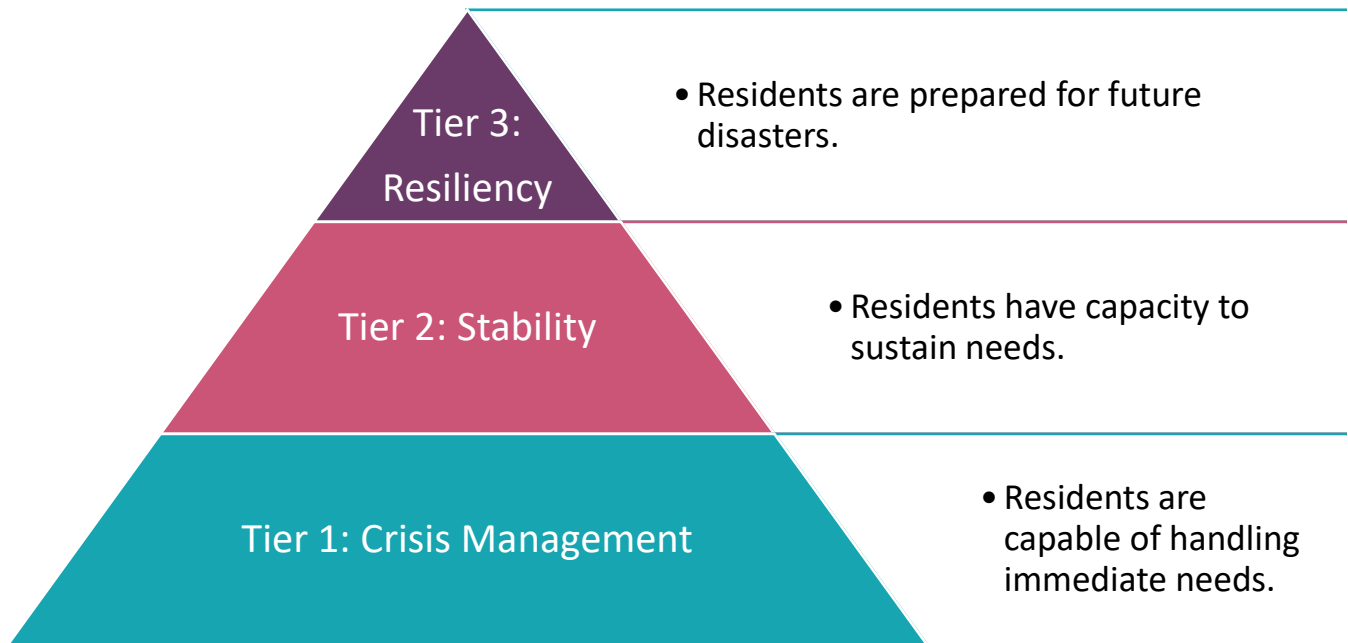 Tier 3:
Resiliency
• Residents are prepared for future
disasters.
Tier 2: Stability
• Residents have capacity to
sustain needs.
Tier 1: Crisis Management
• Residents are
capable of handling
immediate needs.